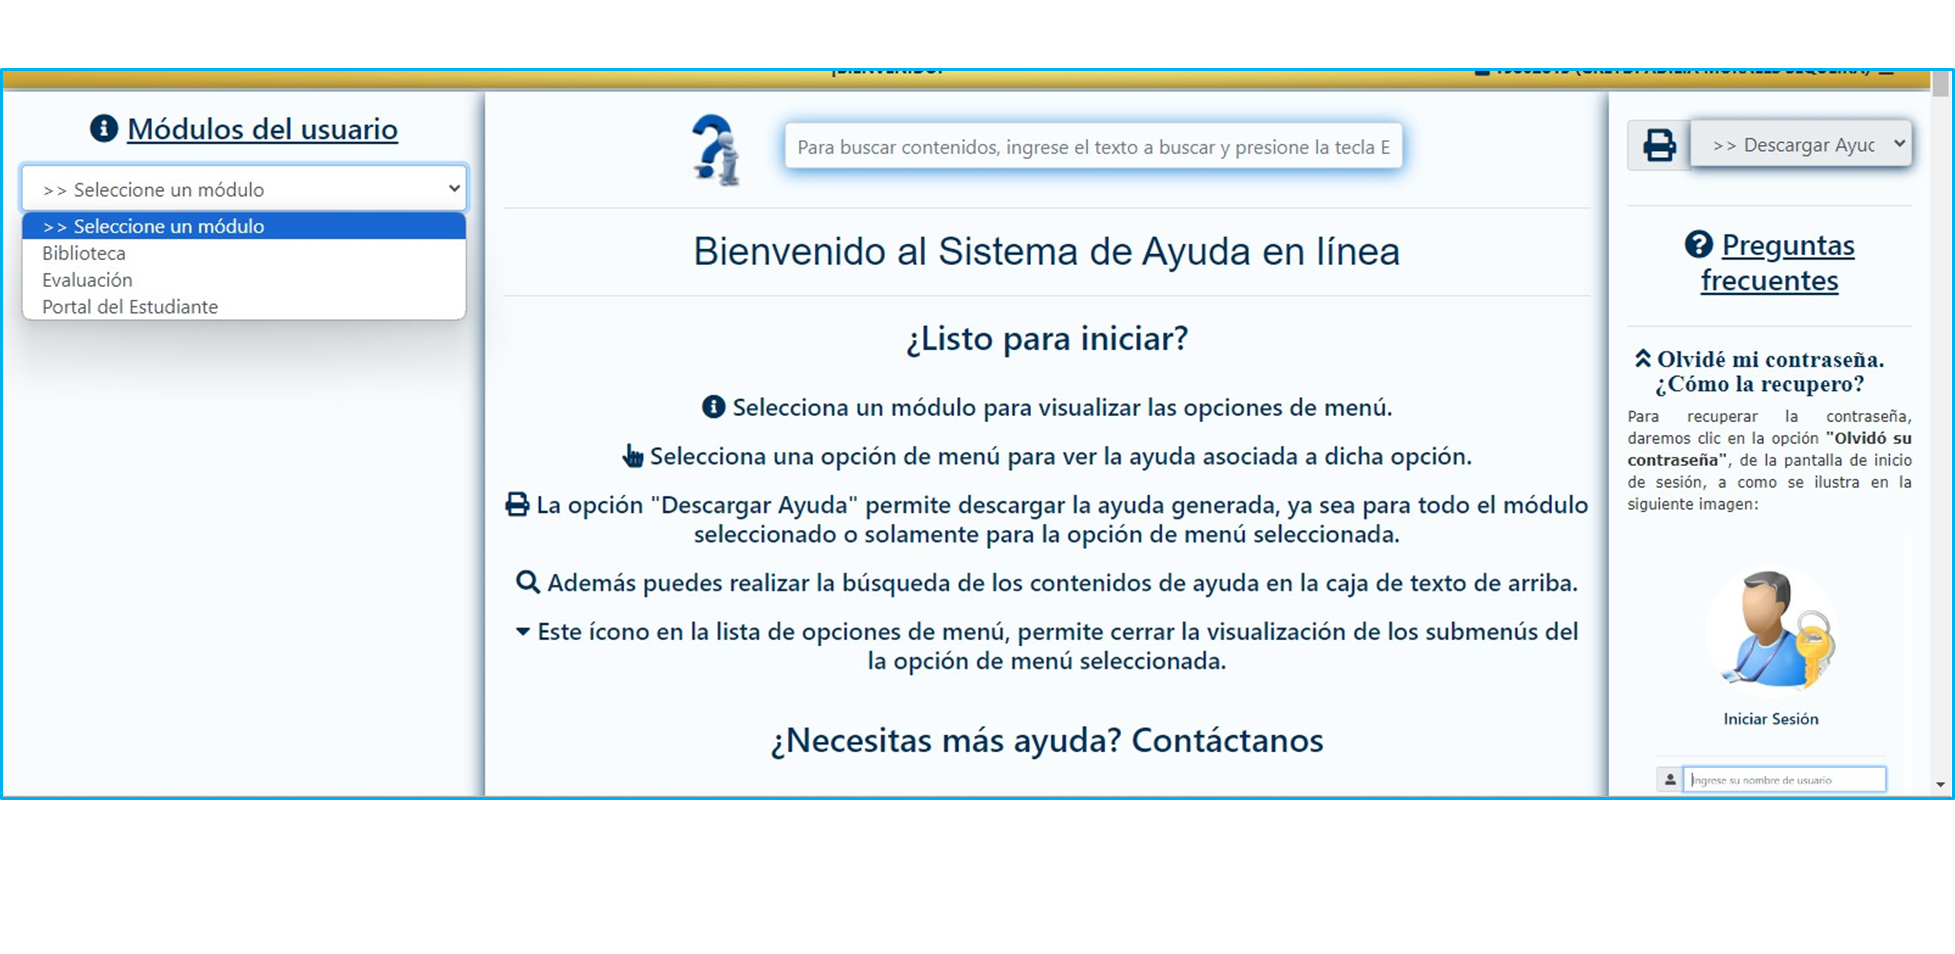 ¡BIENVENIDO!
Módulos del usuario
>> Seleccione un módulo
>> Seleccione un módulo
Biblioteca
Evaluación
Portal del Estudiante
Para buscar contenidos, ingrese el texto a buscar y presione la tecla E
Bienvenido al Sistema de Ayuda en línea
¿Listo para iniciar?
Selecciona un módulo para visualizar las opciones de menú.
Selecciona una opción de menú para ver la ayuda asociada a dicha opción.
La opción "Descargar Ayuda" permite descargar la ayuda generada, ya sea para todo el módulo
seleccionado o solamente para la opción de menú seleccionada.
Además puedes realizar la búsqueda de los contenidos de ayuda en la caja de texto de arriba.
Este ícono en la lista de opciones de menú, permite cerrar la visualización de los submenús del
la opción de menú seleccionada.
¿Necesitas más ayuda? Contáctanos
>> Descargar Ayuc
Preguntas
frecuentes
Olvidé mi contraseña.
¿Cómo la recupero?
Para recuperar la contraseña,
daremos clic en la opción "Olvidó su
contraseña", de la pantalla de inicio
de sesión, a como se ilustra en la
siguiente imagen:
Iniciar Sesión
Ingrese su nombre de usuario